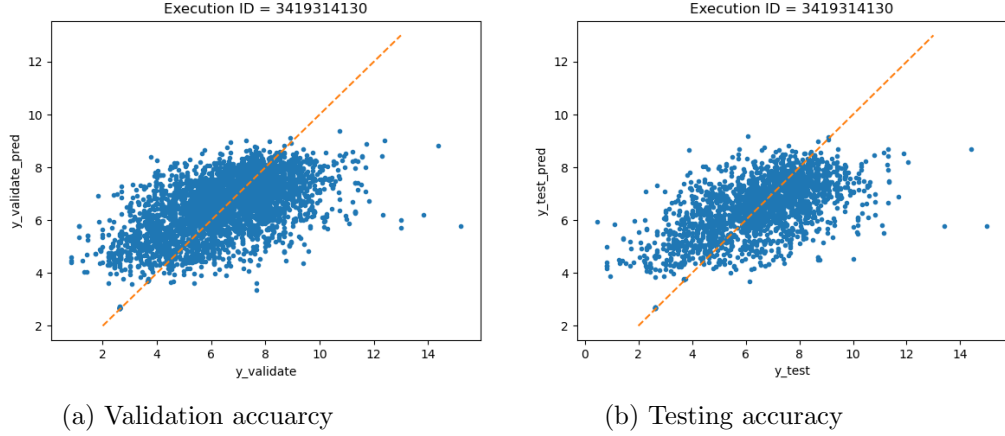 Execution ID = 3419314130
12
10
8
6
4
2
y_validate_pred
2 4 6 8 10 12 14
y_validate
(a) Validation accuarcy
Execution ID = 3419314130
12
10
8
6
4
2
y_test_pred
0 2 4 6 8 10 12 14
y_test
(b) Testing accuracy